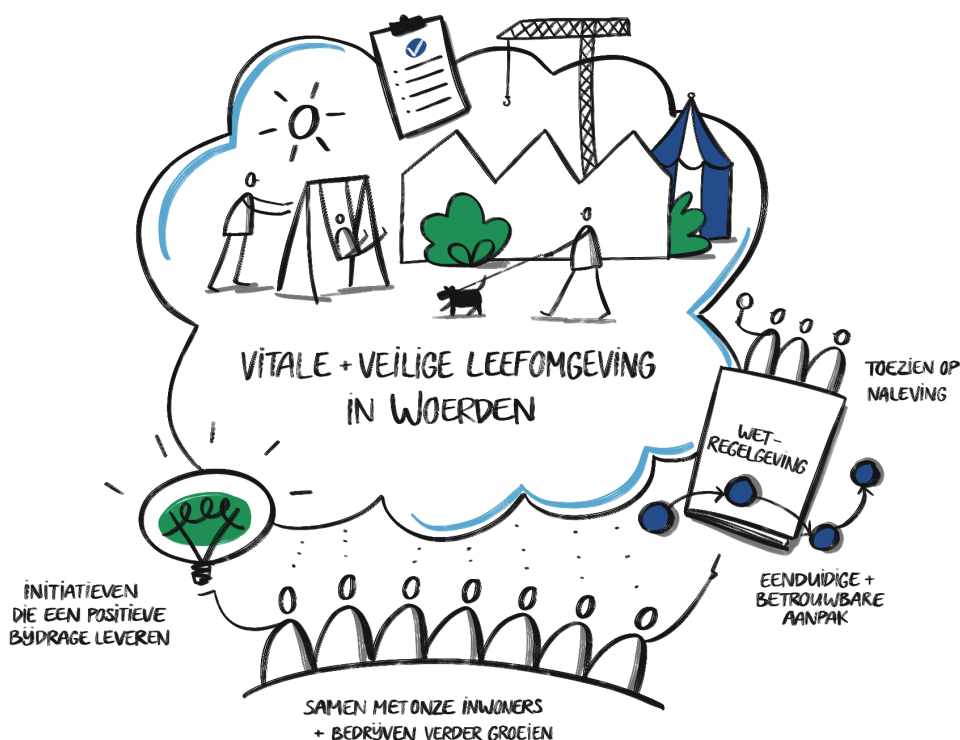 VITALE + VEILIGE LEEFOMGEVING
IN WOERDEN
TOEZIEN OP
NALEVING
WET-
REGELGEVING
EENDUIDIGE +
BETROUWBARE
AANPAK
INITIATIEVEN
DIE EEN POSITIEVE
BIJDRAGE LEVEREN
SAMEN MET ONZE INWONERS
+ BEDRIJVEN VERDER GROEIEN